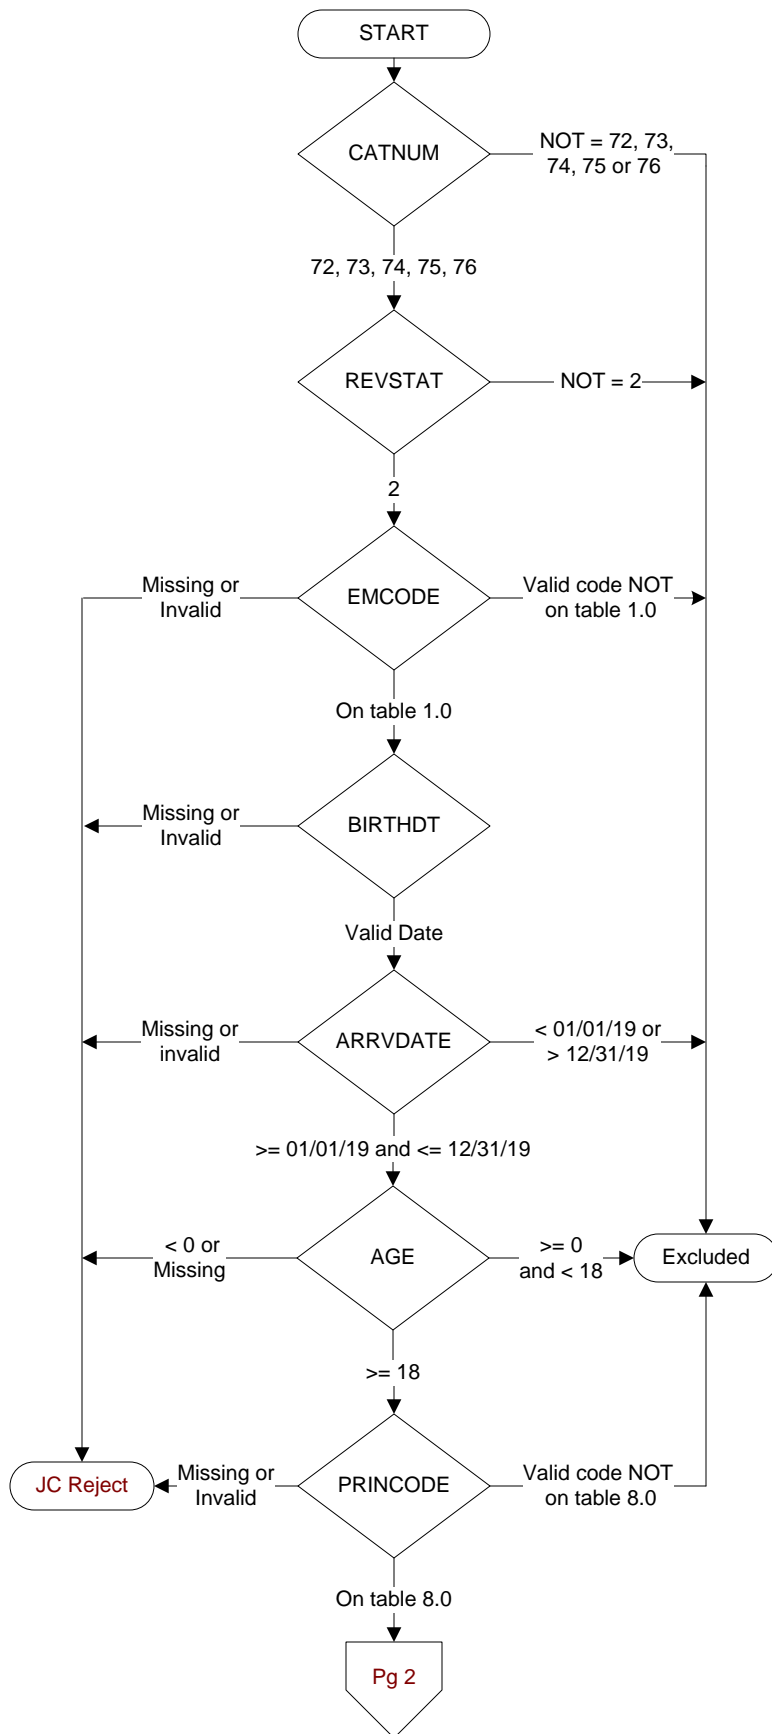 START
CATNUM
NOT = 72, 73,
74, 75 or 76
72, 73, 74, 75, 76
REVSTAT
NOT = 2
2
Missing or
Invalid
EMCODE
Valid code NOT
on table 1.0
On table 1.0
Missing or
Invalid
BIRTHDT
Valid Date
Missing or
invalid
ARRVDATE
< 01/01/19 or
> 12/31/19
>= 01/01/19 and <= 12/31/19
< 0 or
Missing
AGE
>= 0
and < 18
Excluded
>= 18
JC Reject
Missing or
Invalid
PRINCODE
Valid code NOT
on table 8.0
On table 8.0
Pg 2